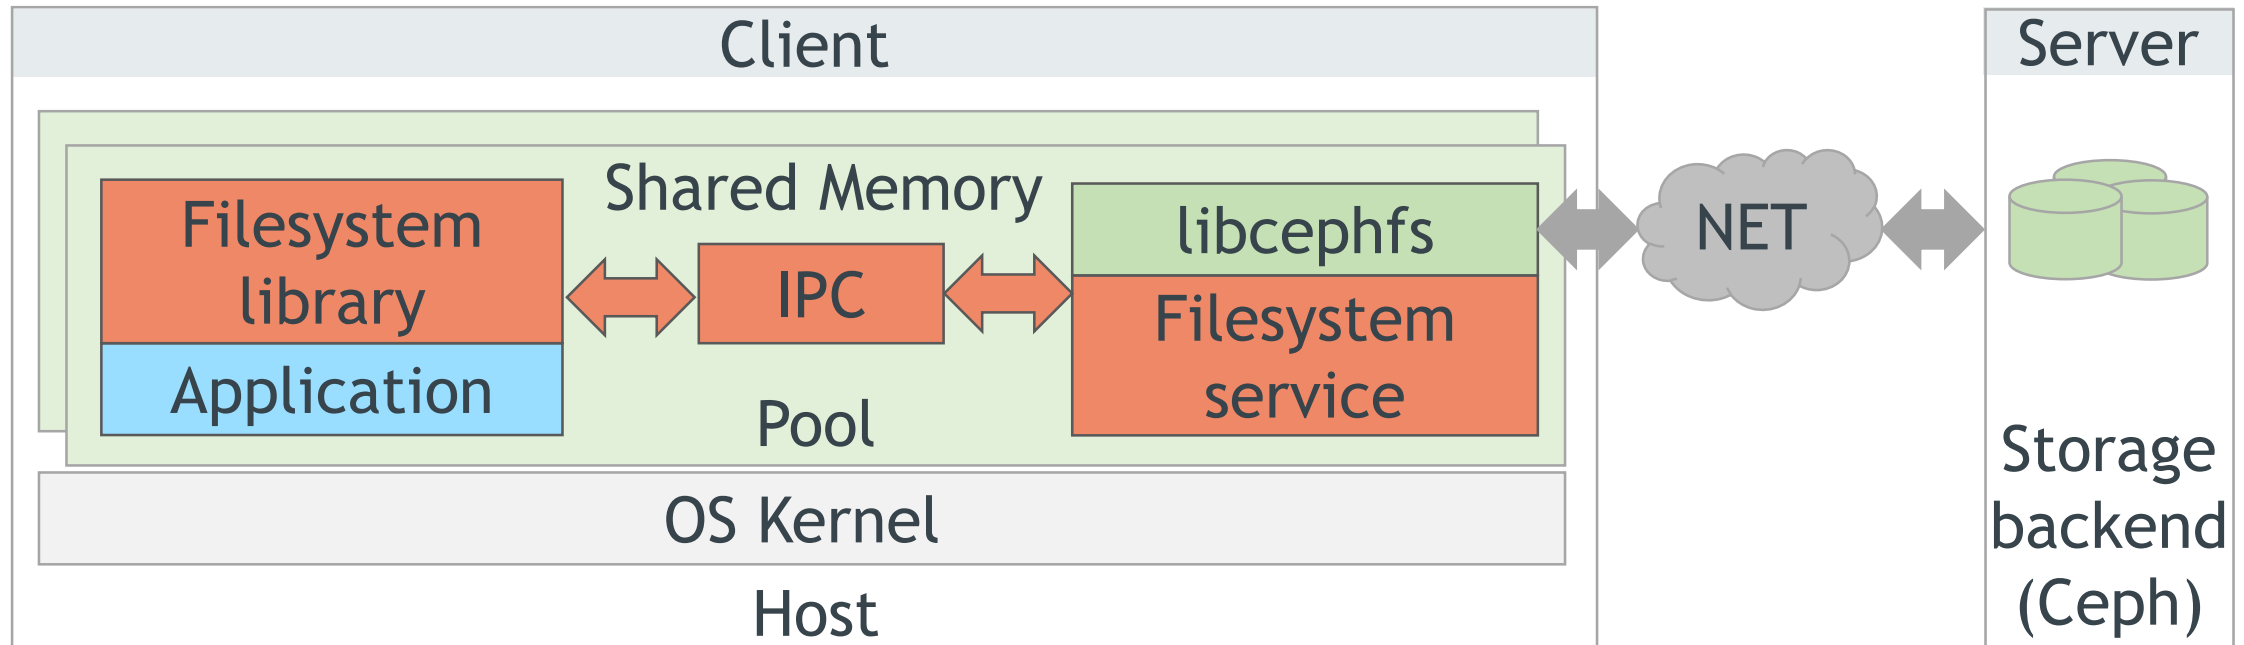 Client
Server
Shared Memory
Filesystem
library
Application
IPC
libcephfs
Filesystem
service
Pool
NET
OS Kernel
Host
Storage
backend
(Ceph)